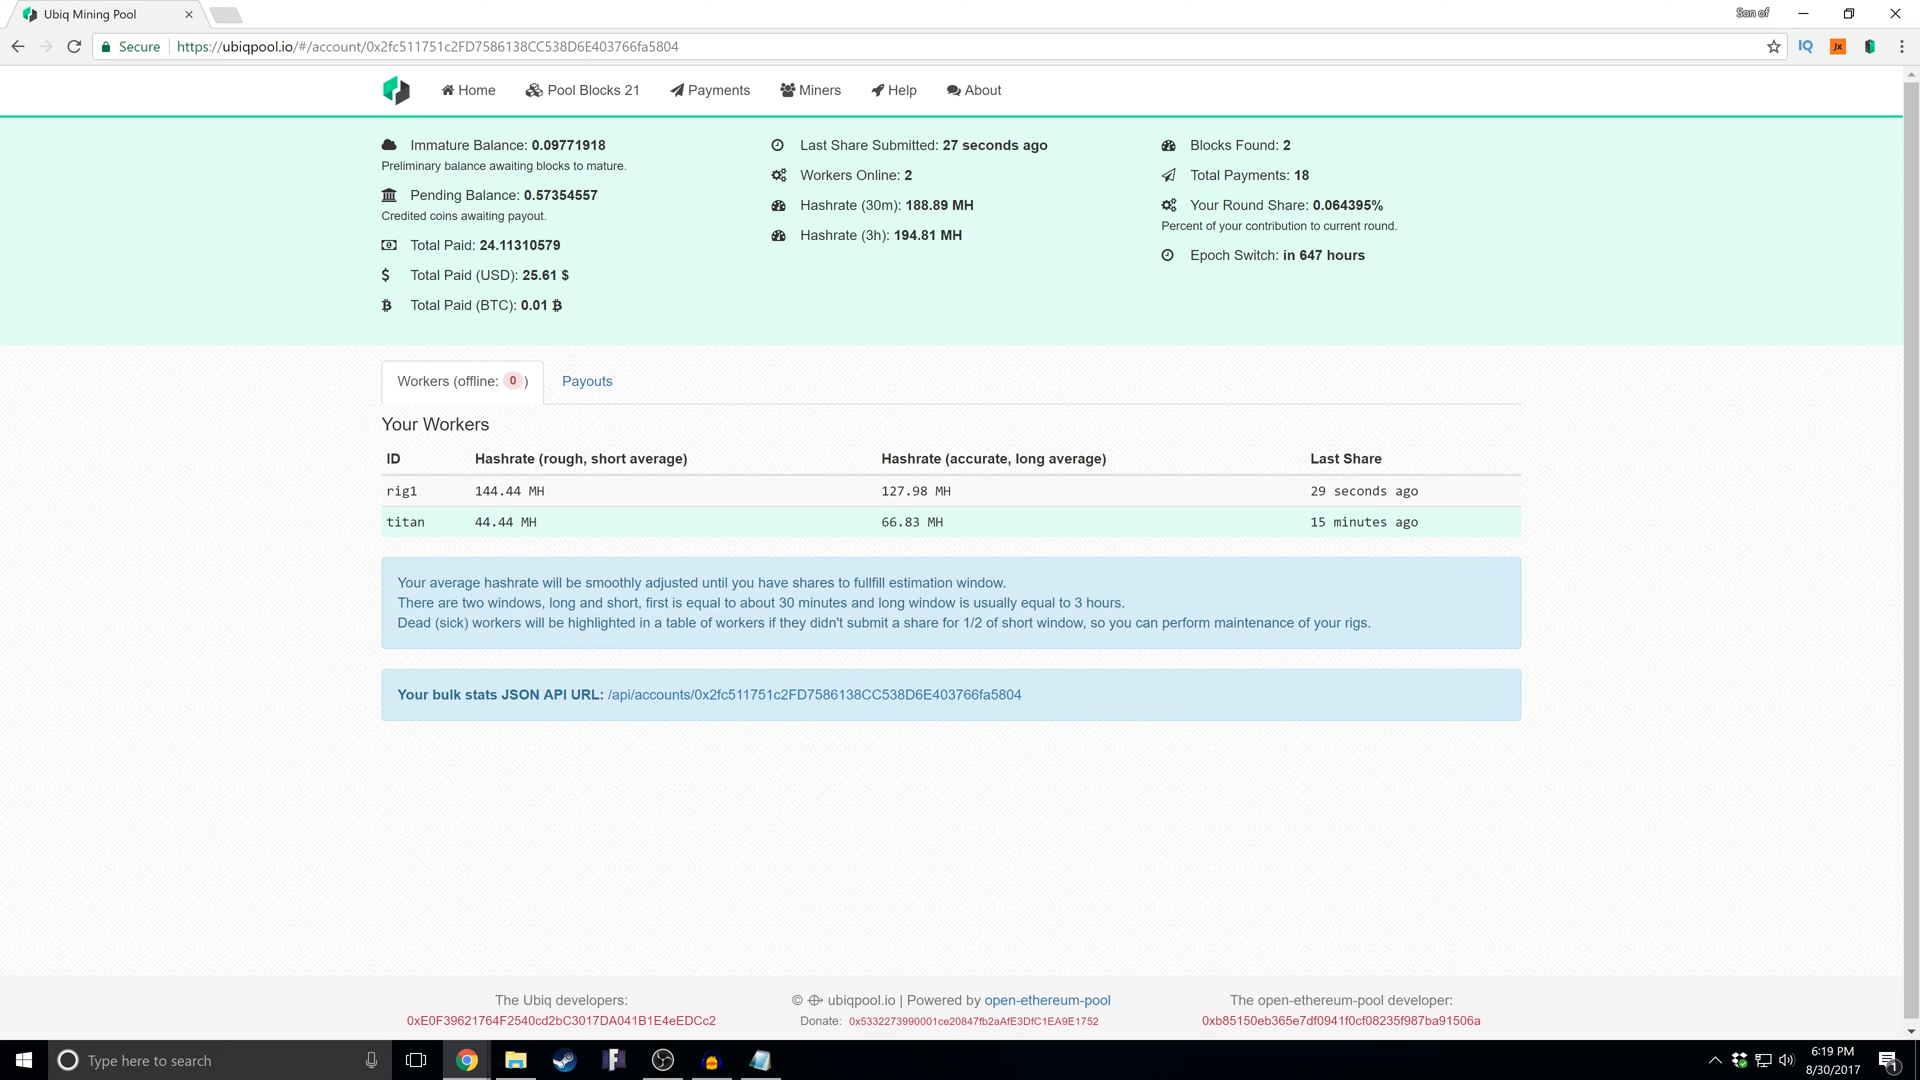 Ubiq Mining Pool
Son of
Secure
https://ubiqpool.io/#/account/0x2fc511751c2FD7586138CC538D6E403766fa5804
IQ
Jx
Home
Pool Blocks 21
Payments
Miners
Help
About
Immature Balance: 0.09771918
Preliminary balance awaiting blocks to mature.
Pending Balance: 0.57354557
Credited coins awaiting payout.
Total Paid: 24.11310579
$ Total Paid (USD): 25.61 $
Total Paid (BTC): 0.01 ₿
Last Share Submitted: 27 seconds ago
Workers Online: 2
Hashrate (30m): 188.89 MH
Hashrate (3h): 194.81 MH
Blocks Found: 2
Total Payments: 18
Your Round Share: 0.064395%
Percent of your contribution to current round.
Epoch Switch: in 647 hours
Workers (offline: 0 )
Payouts
Your Workers
ID Hashrate (rough, short average) Hashrate (accurate, long average) Last Share
rig1 144.44 MH 127.98 MH 29 seconds ago
titan 44.44 MH 66.83 MH 15 minutes ago
Your average hashrate will be smoothly adjusted until you have shares to fullfill estimation window.
There are two windows, long and short, first is equal to about 30 minutes and long window is usually equal to 3 hours.
Dead (sick) workers will be highlighted in a table of workers if they didn't submit a share for 1/2 of short window, so you can perform maintenance of your rigs.
Your bulk stats JSON API URL: /api/accounts/0x2fc511751c2FD7586138CC538D6E403766fa5804
The Ubiq developers:
0xE0F39621764F2540cd2bC3017DA041B1E4eEDCc2
© ubiqpool.io | Powered by open-ethereum-pool
Donate: 0x5332273990001ce20847fb2aAfE3DfC1EA9E1752
The open-ethereum-pool developer:
0xb85150eb365e7df0941f0cf08235f987ba91506a
Type here to search
6:19 PM
8/30/2017
1